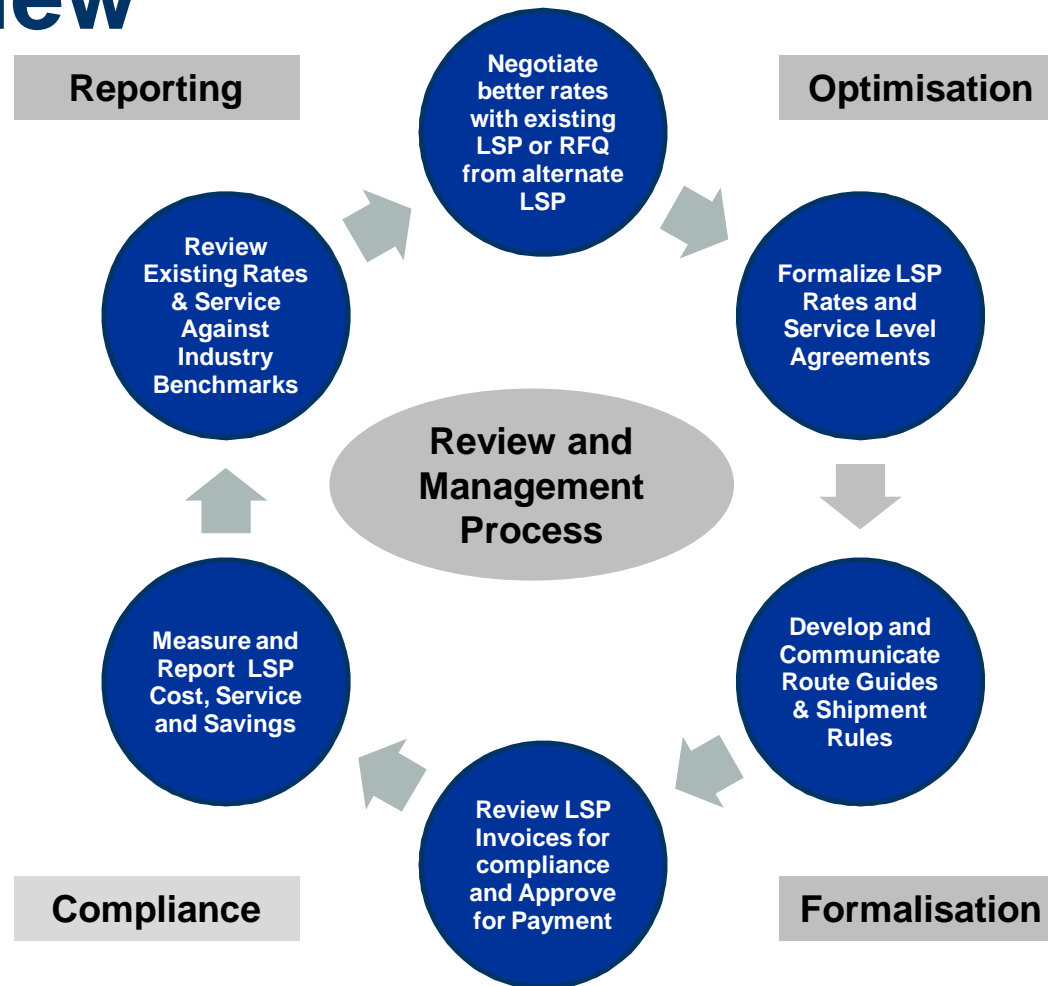 Reporting
Negotiate
better rates
with existing
LSP or RFQ
from alternate
LSP
Optimisation
Review
Existing Rates
& Service
Against
Industry
Benchmarks
Formalize LSP
Rates and
Service Level
Agreements
Review and
Management
Process
Measure and
Report LSP
Cost, Service
and Savings
Develop and
Communicate
Route Guides
& Shipment
Rules
Review LSP
Invoices for
compliance
and Approve
for Payment
Compliance
Formalisation